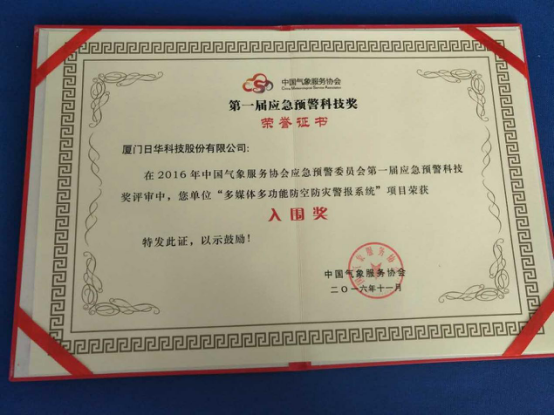 中国气象服务协会
China Meteorological Service Association
第一届应急预警科技奖
荣誉证书
厦门日华科技股份有限公司:
在2016年中国气象服务协会应急预警委员会第一届应急预警科技
奖评审中，您单位“多媒体多功能防空防灾警报系统”项目荣获
入围奖
特发此证，以示鼓励！
中国气象服务协会
二〇一六年十一月